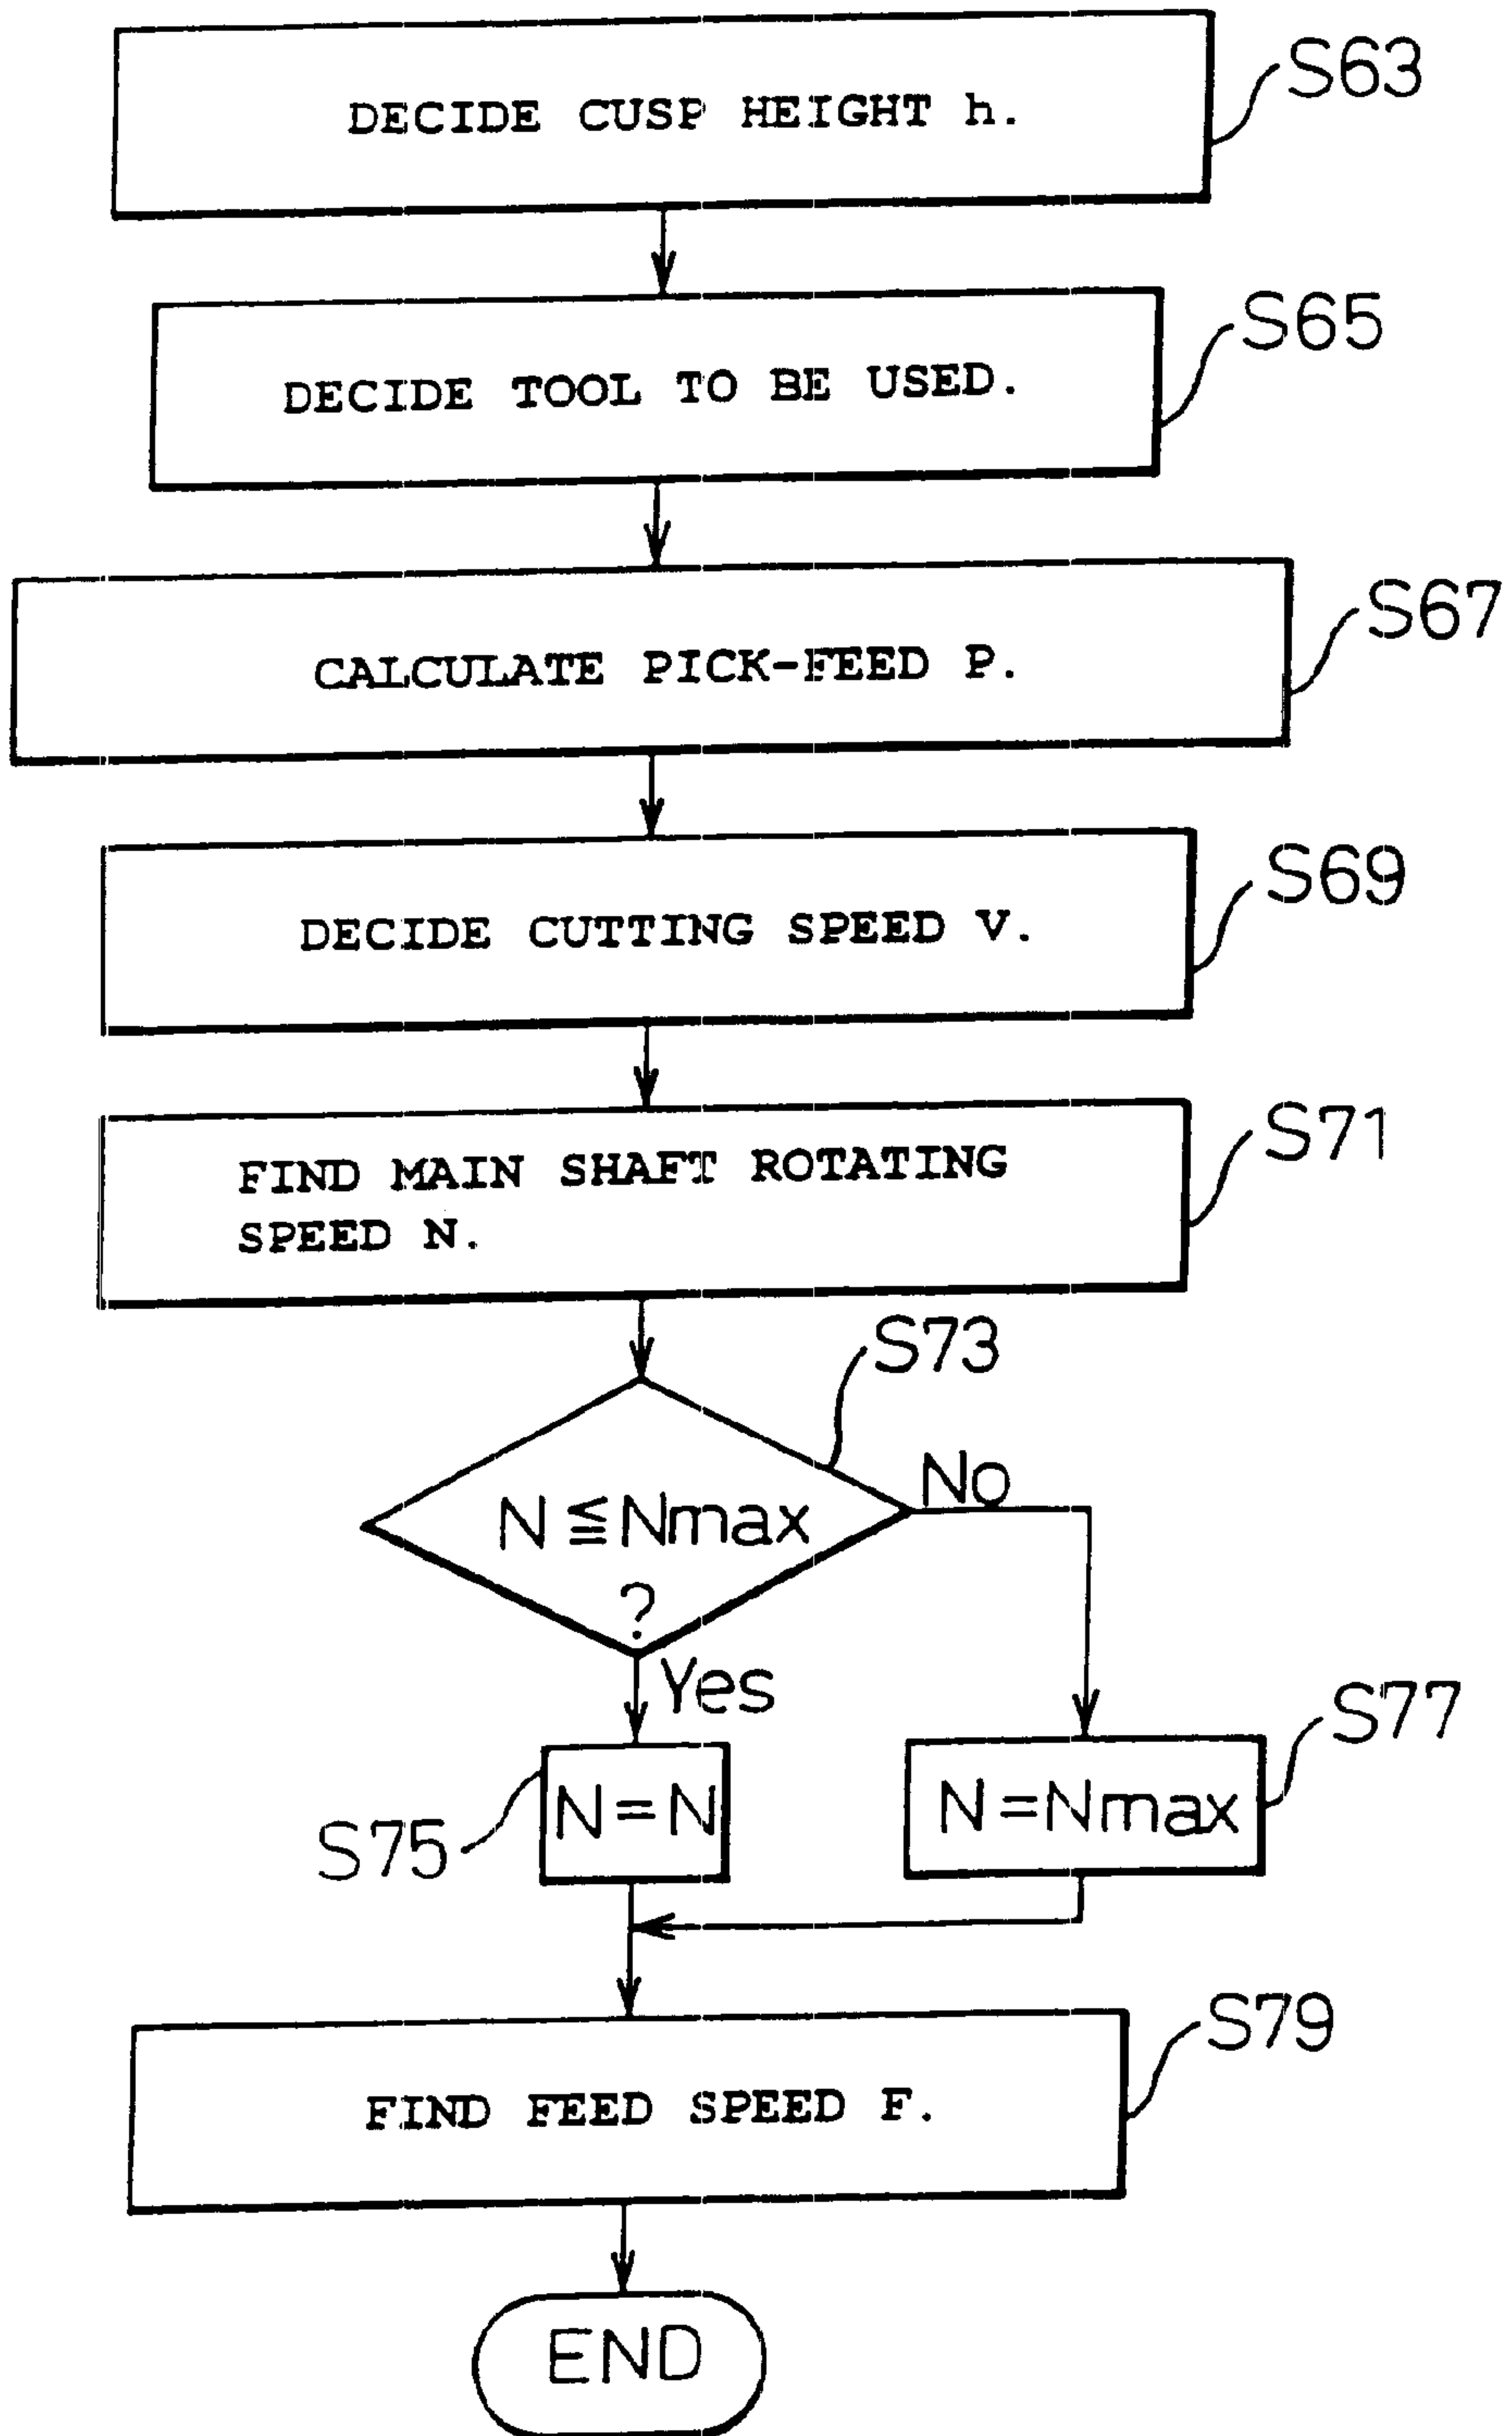 DECIDE CUSP HEIGHT h.
S63
DECIDE TOOL TO BE USED.
S65
CALCULATE PICK-FEED P.
S67
DECIDE CUTTING SPEED V.
S69
FIND MAIN SHAFT ROTATING
SPEED N.
S71
S73
N ≦ Nmax
?
No
Yes
S75
N=N
N=Nmax
S77
FIND FEED SPEED F.
S79
END